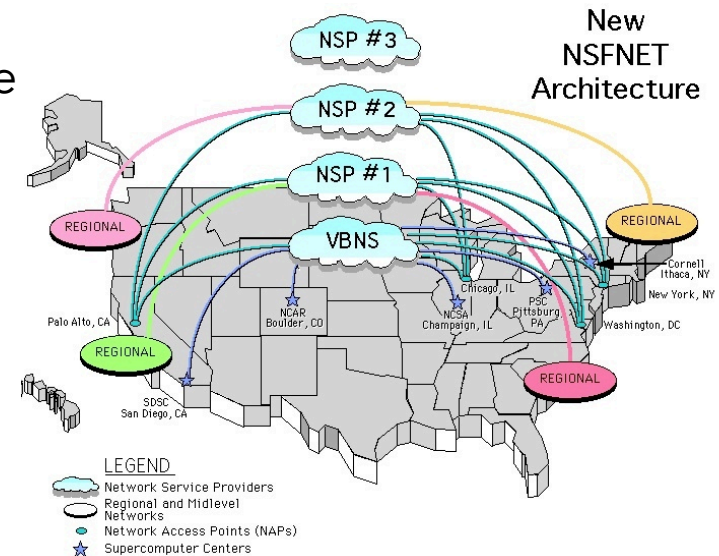 e
New
NSFNET
Architecture
NSP #3
NSP #2
NSP #1
VBNS
REGIONAL
REGIONAL
Cornell
Ithaca, NY
Chicago, IL
New York, NY
NCAR
Boulder, CO
NCSA
Champaign, IL
PSC
Pittsburg,
PA,
Palo Alto, CA
Washington, DC
REGIONAL
REGIONAL
SDSC
San Diego, CA
LEGEND
Network Service Providers
Regional and Midlevel
Networks
Network Access Points (NAPs)
Supercomputer Centers